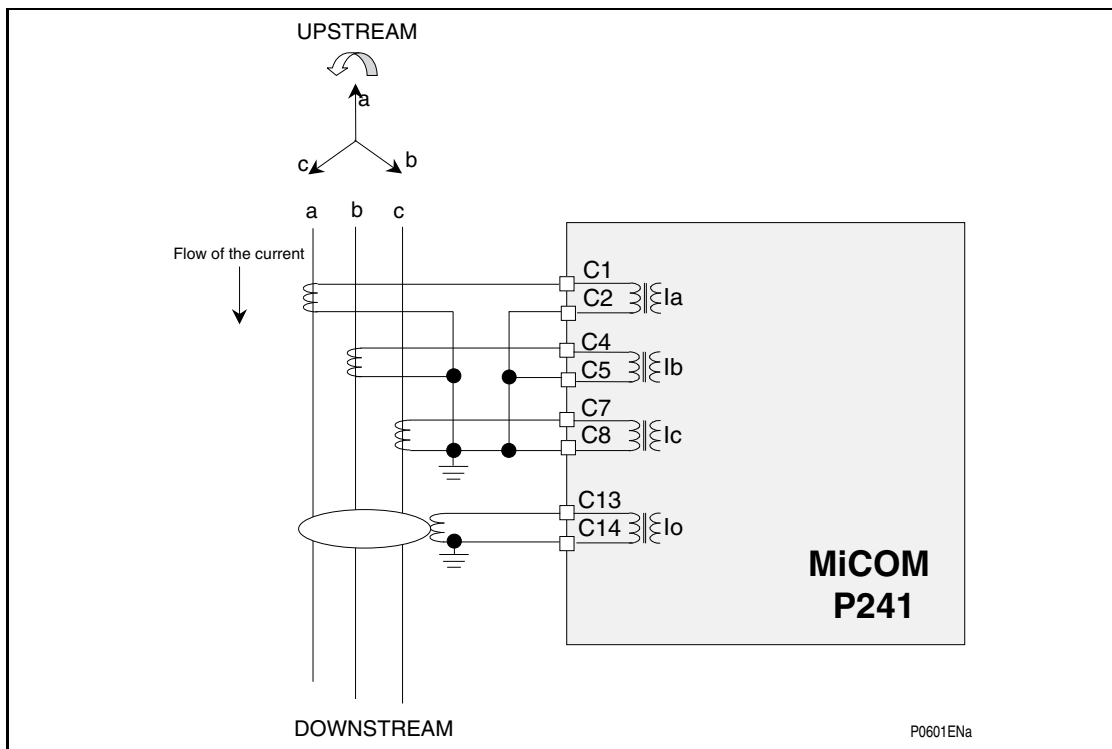 UPSTREAM
a
c
b
a b c
Flow of the current
C1
C2 Ia
C4
C5 Ib
C7
C8 Ic
C13
C14 Io
MiCOM
P241
DOWNSTREAM
P0601ENa